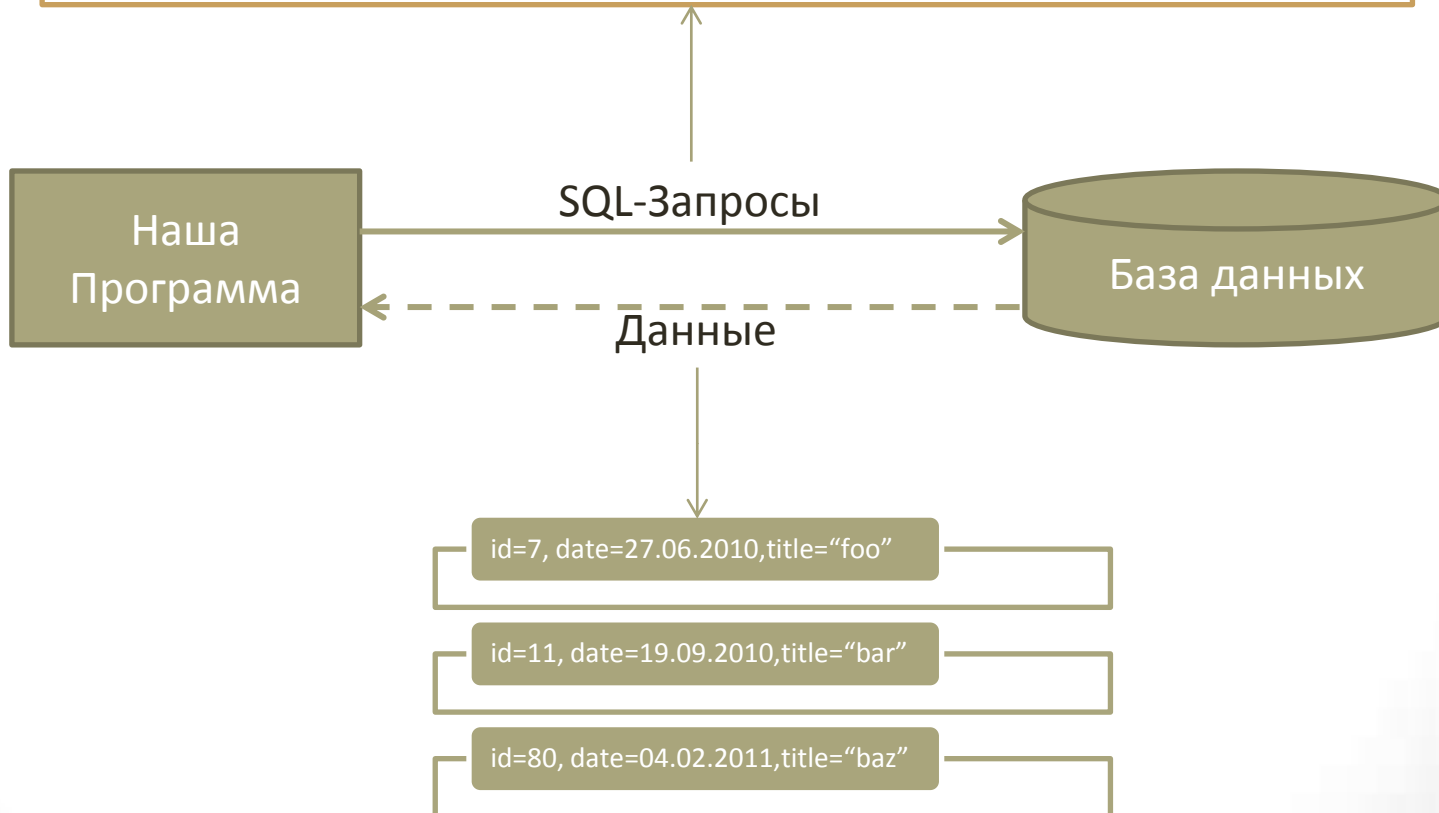 SQL-Запросы
Наша
Программа
База данных
Данные
id=7, date=27.06.2010,title=“foo”
id=11, date=19.09.2010,title=“bar”
id=80, date=04.02.2011,title=“baz”